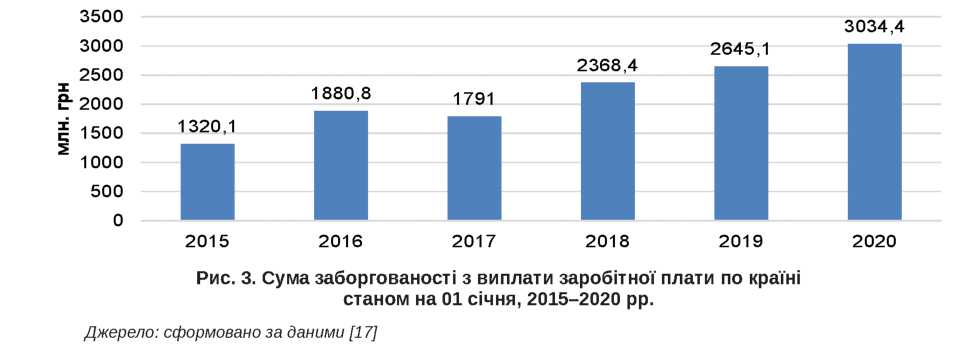 3500
3000
2500
2000
1500
1000
500
0
млн. грн
1320,1
1880,8
1791
2368,4
2645,1
3034,4
2015 2016 2017 2018 2019 2020
Рис. 3. Сума заборгованості з виплати заробітної плати по країні
станом на 01 січня, 2015–2020 рр.
Джерело: сформовано за даними [17]